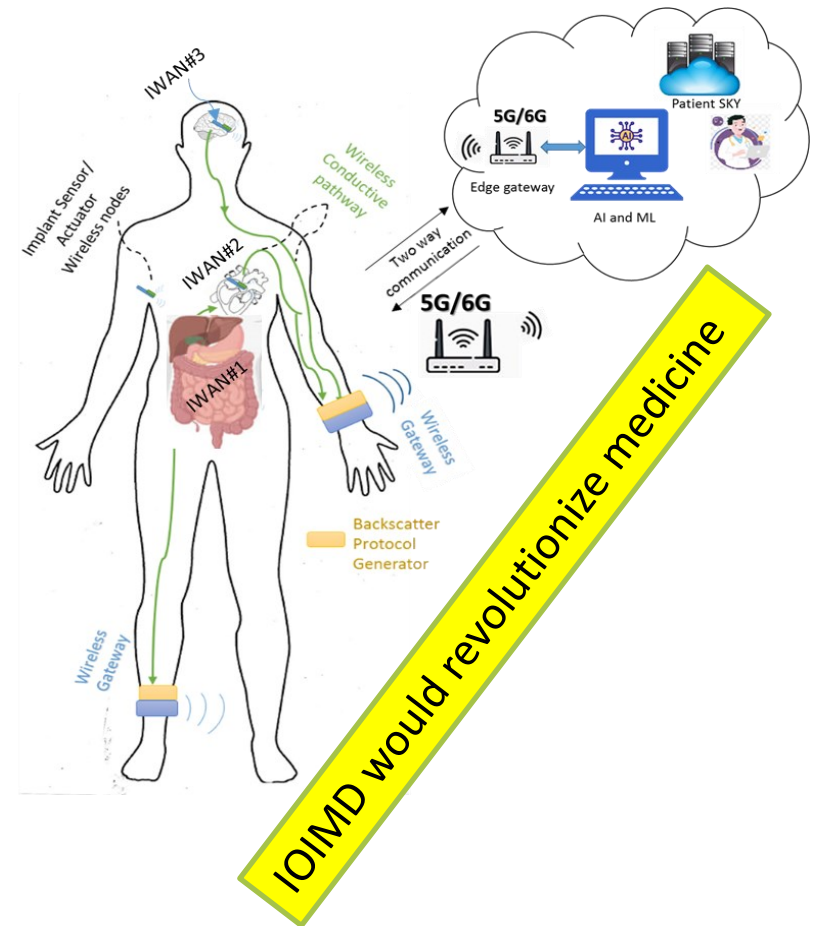 IWAN#3
Patient SKY
5G/6G
Edge gateway
AI
AI and ML
Wireless
Conductive
pathway
Implant Sensor/
Actuator
Wireless nodes
IWAN#2
Two way
communication
5G/6G
IWAN#1
Wireless
Gateway
Backscatter
Protocol
Generator
Wireless
Gateway
IOIMD would revolutionize medicine